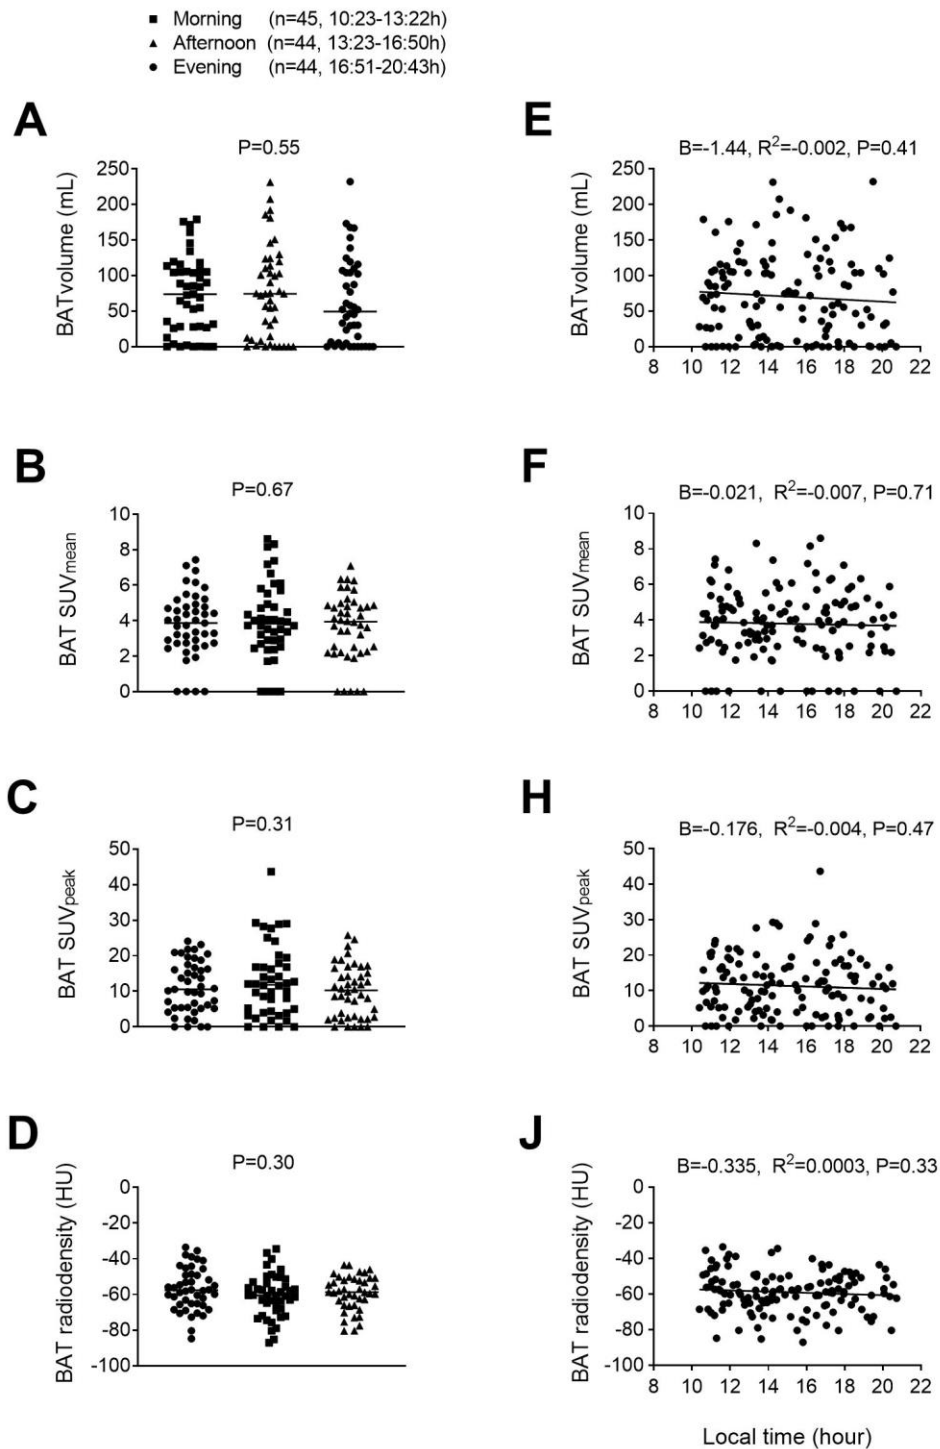 Morning (n=45, 10:23-13:22h)
Afternoon (n=44, 13:23-16:50h)
Evening (n=44, 16:51-20:43h)
A
P=0.55
BATvolume (mL)
250
200
150
100
50
0
E
B=-1.44, R²=-0.002, P=0.41
BATvolume (mL)
250
200
150
100
50
0
8 10 12 14 16 18 20 22
B
P=0.67
BAT SUVmean
10
8
6
4
2
0
F
B=-0.021, R²=-0.007, P=0.71
BAT SUVmean
10
8
6
4
2
0
8 10 12 14 16 18 20 22
C
P=0.31
BAT SUVpeak
50
40
30
20
10
0
H
B=-0.176, R²=-0.004, P=0.47
BAT SUVpeak
50
40
30
20
10
0
8 10 12 14 16 18 20 22
D
P=0.30
BAT radiodensity (HU)
0
-20
-40
-60
-80
-100
J
B=-0.335, R²=0.0003, P=0.33
BAT radiodensity (HU)
0
-20
-40
-60
-80
-100
8 10 12 14 16 18 20 22
Local time (hour)